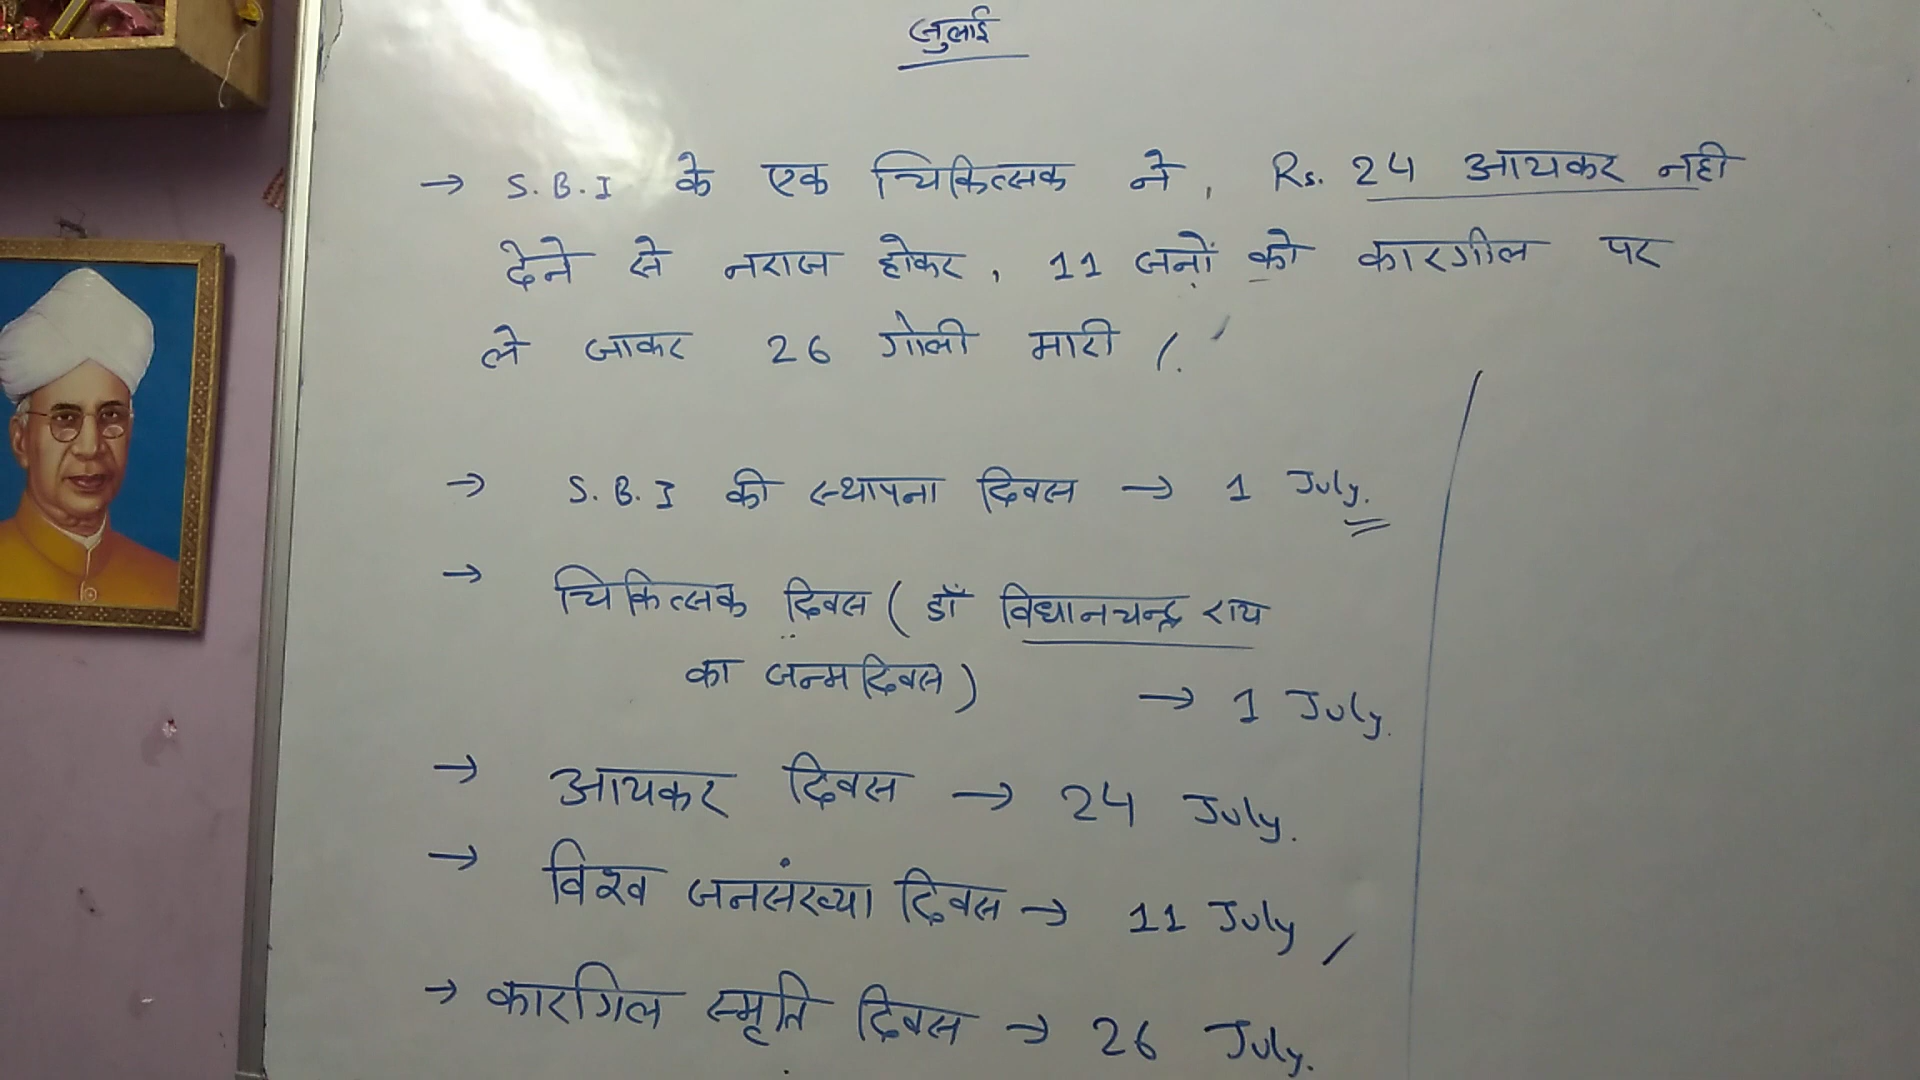 जुलाई
→ S.B.I के एक चिकित्सक ने, Rs. 24 आयकर नही
देने से नराज होकर, 11 जनों को कारगील पर
ले जाकर 26 गोली मारी /.
→ S.B.I की स्थापना दिवस → 1 July.
→ चिकित्सक दिवस ( डॉ विधानचन्द्र राय
का जन्मदिवस) → 1 July.
→ आयकर दिवस → 24 July.
→ विश्व जनसंख्या दिवस → 11 July /
→ कारगिल स्मृति दिवस → 26 July.